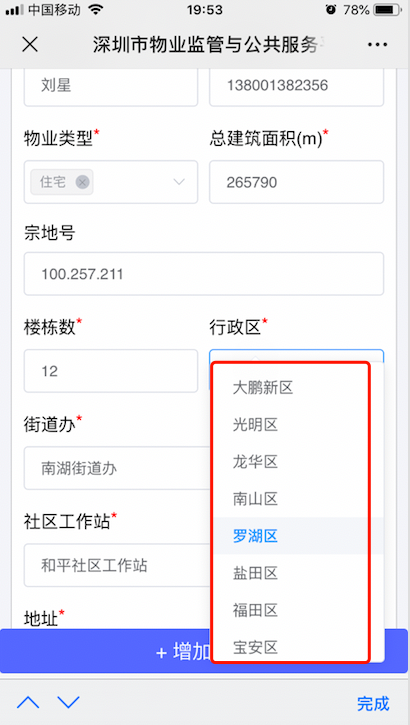 中国移动
19:53
78%
深圳市物业监管与公共服务
刘星
138001382356
物业类型*
总建筑面积(m)*
住宅
265790
宗地号
100.257.211
楼栋数*
行政区*
12
大鹏新区
光明区
龙华区
南山区
罗湖区
盐田区
福田区
宝安区
街道办*
南湖街道办
社区工作站*
和平社区工作站
地址*
+ 增加
完成